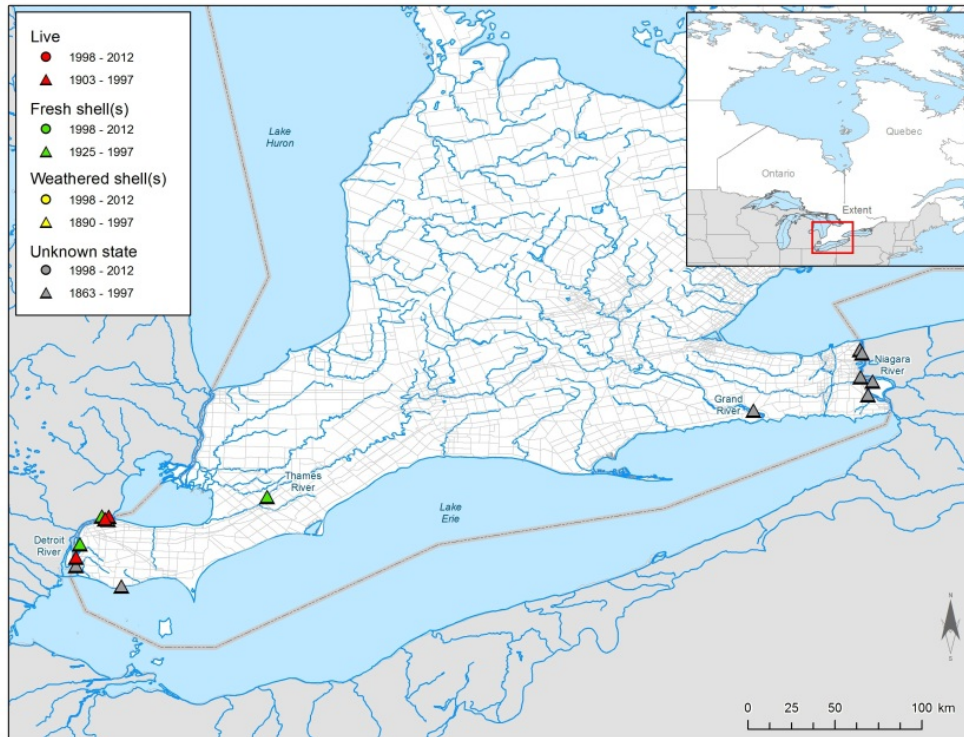 Live
1998 - 2012
1903 - 1997
Fresh shell(s)
1998 - 2012
1925 - 1997
Weathered shell(s)
1998 - 2012
1890 - 1997
Unknown state
1998 - 2012
1863 - 1997
Lake
Huron
Quebec
Ontario
Extent
Niagara
River
Grand
River
Thames
River
Lake
Erie
Detroit
River
N
S
0 25 50 100 km